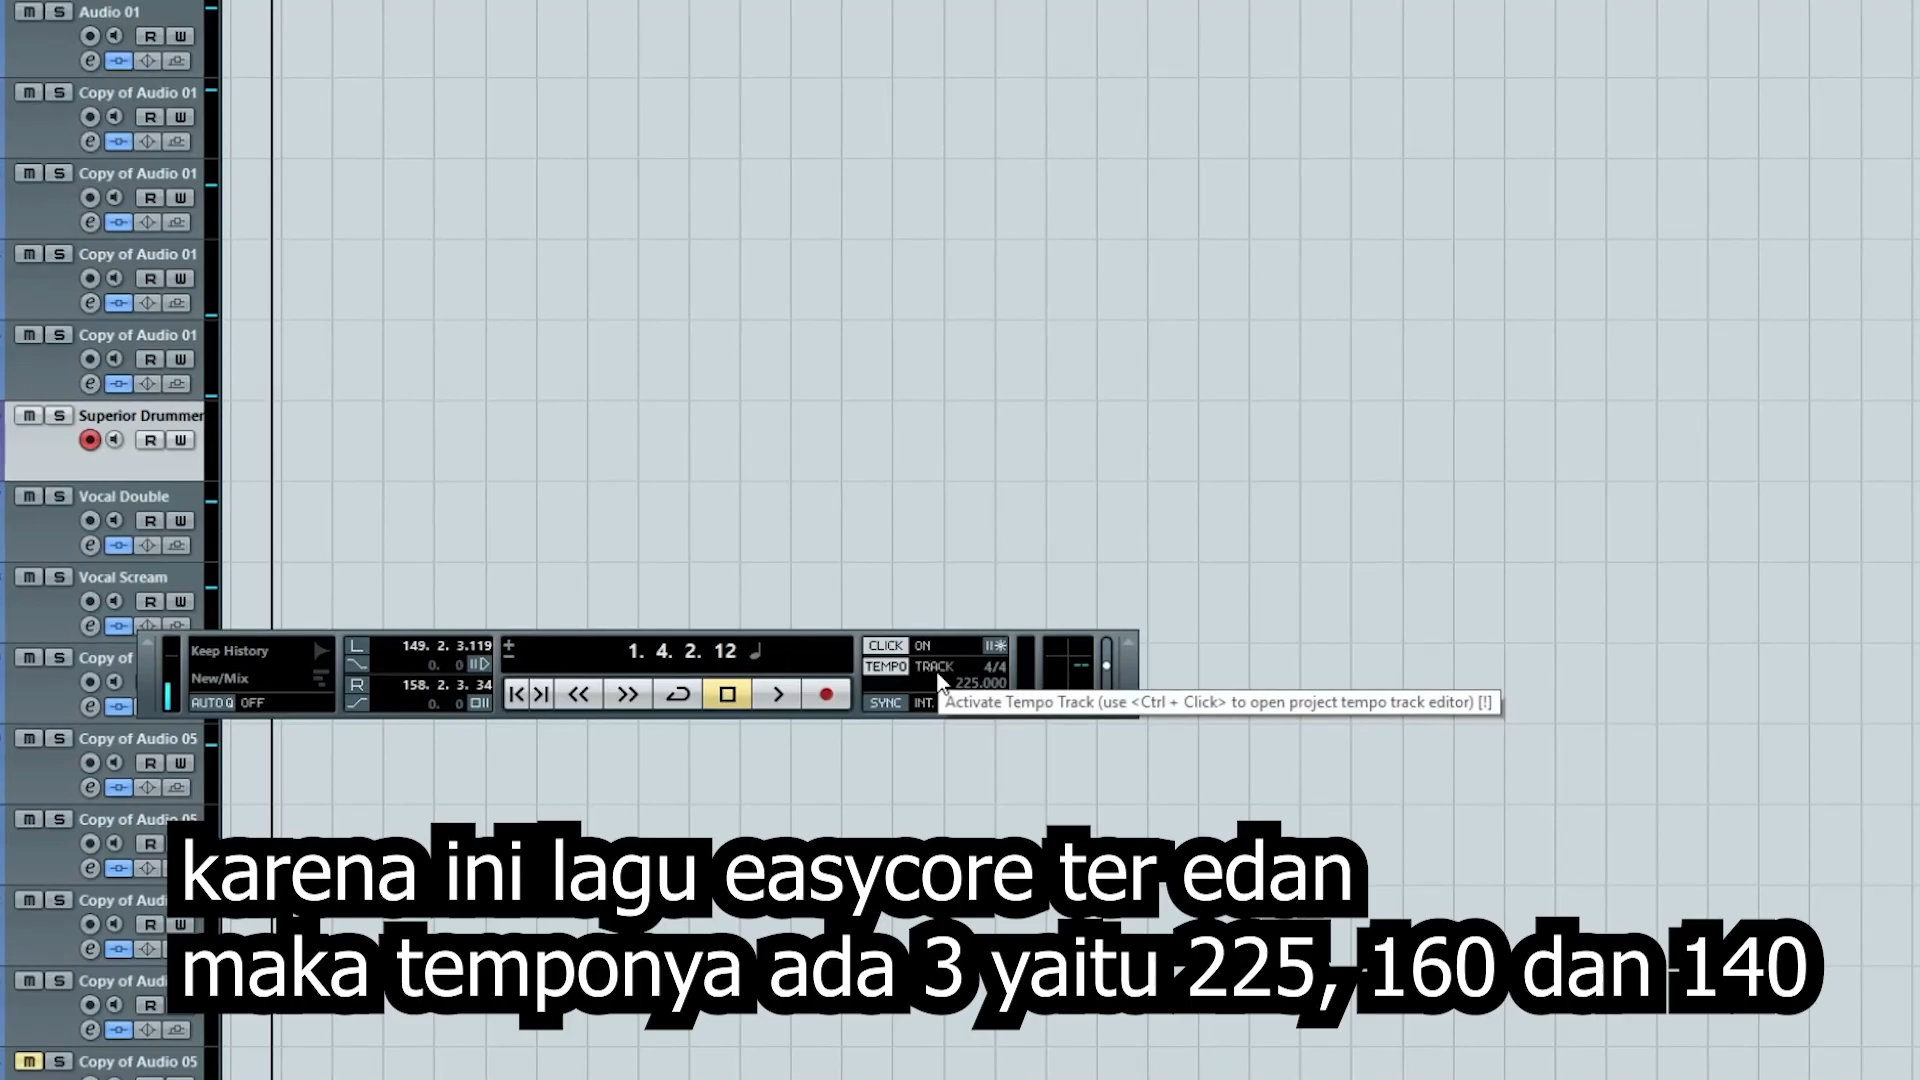 m S Audio 01
R W
e
m S Copy of Audio 01
R W
e
m S Copy of Audio 01
R W
e
m S Copy of Audio 01
R W
e
m S Copy of Audio 01
R W
e
m S Superior Drummer
R W
m S Vocal Double
R W
e
m S Vocal Scream
R W
e
m S Copy of
e
Keep History
New/Mix
AUTO Q OFF
L 149. 2. 3.119
0. 0
R 158. 2. 3. 34
0. 0
1. 4. 2. 12
CLICK ON
TEMPO TRACK 4/4
225.000
SYNC INT.
Activate Tempo Track (use <Ctrl + Click> to open project tempo track editor) [!]
m S Copy of Audio 05
R W
e
m S Copy of Audio 05
R
e
m S Copy of Audi
R
e
m S Copy of Audi
R
e
m S Copy of Audio 05
karena ini lagu easycore ter edan
maka temponya ada 3 yaitu 225, 160 dan 140